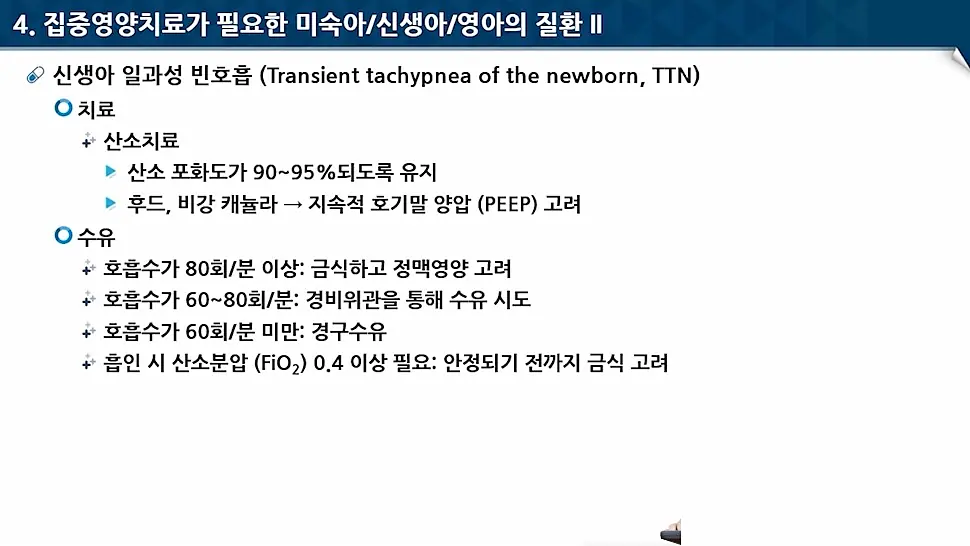 4. 집중영양치료가 필요한 미숙아/신생아/영아의 질환 II
신생아 일과성 빈호흡 (Transient tachypnea of the newborn, TTN)
치료
산소치료
산소 포화도가 90~95%되도록 유지
후드, 비강 캐뉼라 → 지속적 호기말 양압 (PEEP) 고려
수유
호흡수가 80회/분 이상: 금식하고 정맥영양 고려
호흡수가 60~80회/분: 경비위관을 통해 수유 시도
호흡수가 60회/분 미만: 경구수유
흡인 시 산소분압 (FiO₂) 0.4 이상 필요: 안정되기 전까지 금식 고려